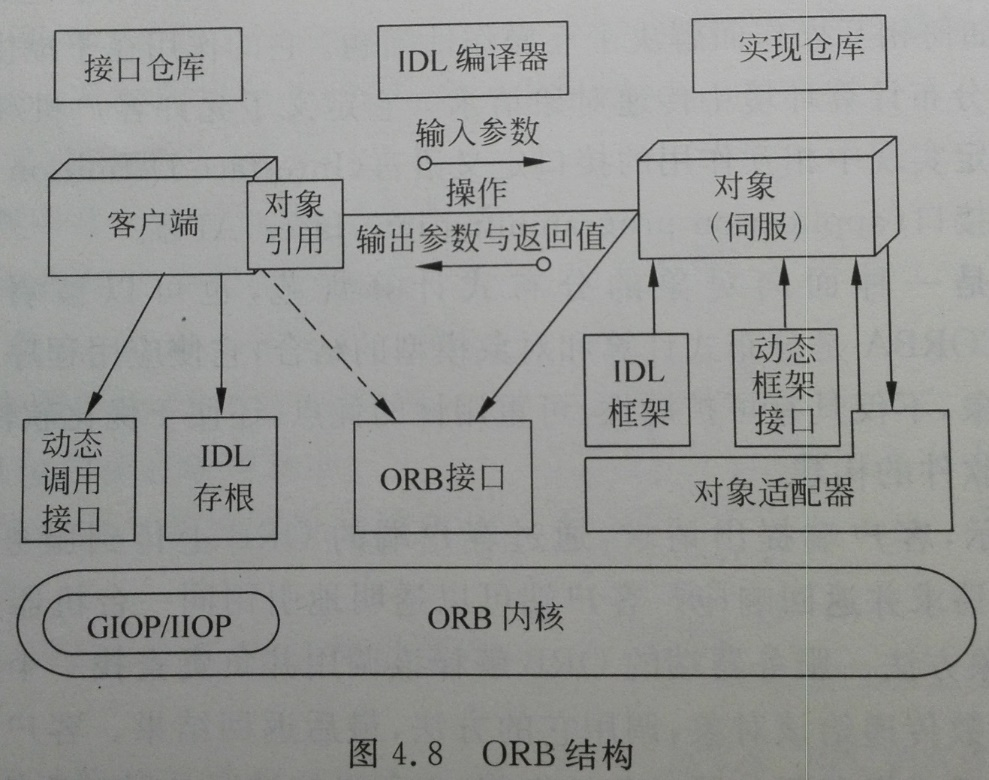 接口仓库
IDL 编译器
实现仓库
输入参数
客户端
对象
引用
操作
输出参数与返回值
对象
（伺服）
动态
调用
接口
IDL
存根
ORB接口
IDL
框架
动态
框架
接口
对象适配器
GIOP/IIOP
ORB 内核
图 4.8 ORB 结构